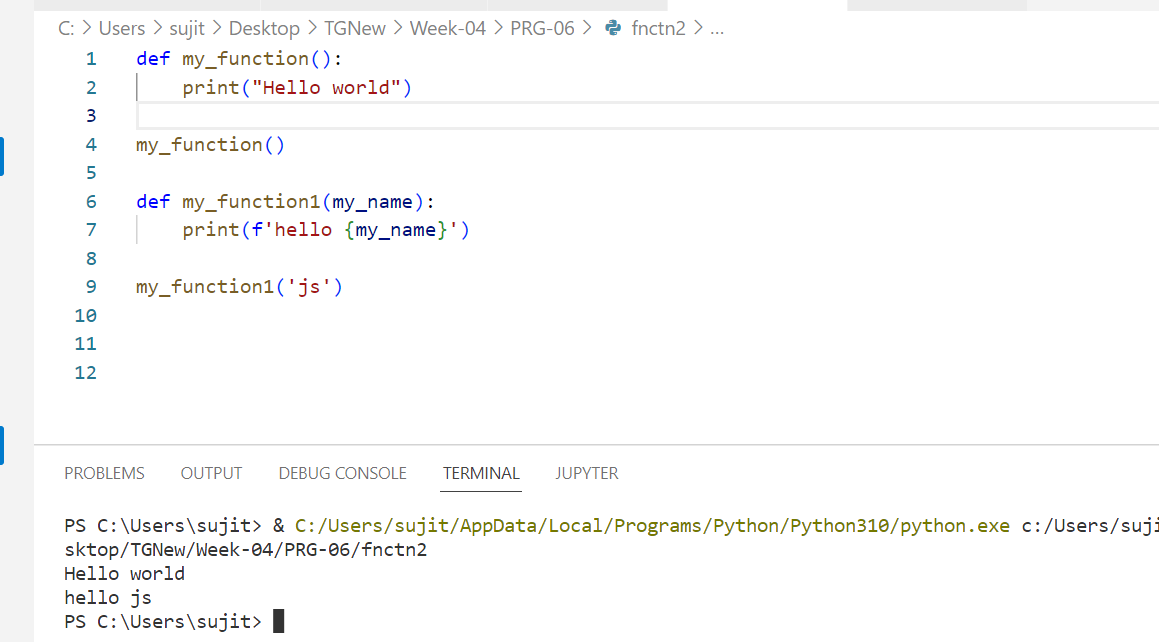 C: > Users > sujit > Desktop > TGNew > Week-04 > PRG-06 > fnctn2 > ...
1 def my_function():
2     print("Hello world")
3
4 my_function()
5
6 def my_function1(my_name):
7     print(f'hello {my_name}')
8
9 my_function1('js')
10
11
12
PROBLEMS OUTPUT DEBUG CONSOLE TERMINAL JUPYTER
PS C:\Users\sujit> & C:/Users/sujit/AppData/Local/Programs/Python/Python310/python.exe c:/Users/suji
sktop/TGNew/Week-04/PRG-06/fnctn2
Hello world
hello js
PS C:\Users\sujit>